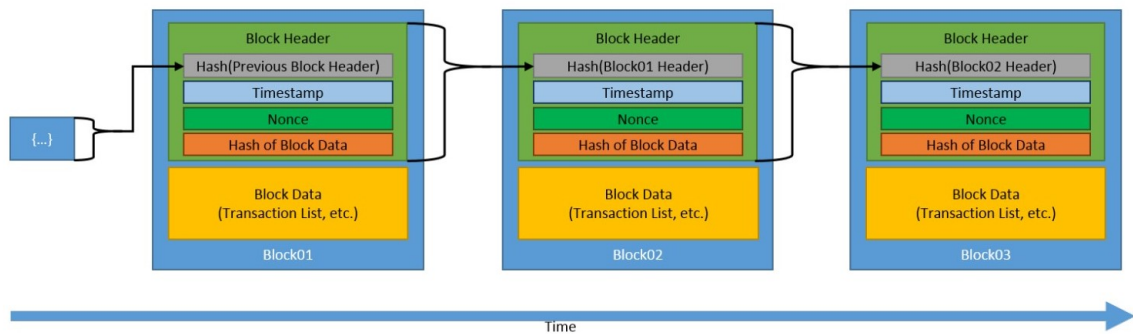 {...}
Block Header
Hash(Previous Block Header)
Timestamp
Nonce
Hash of Block Data
Block Data
(Transaction List, etc.)
Block01
Block Header
Hash(Block01 Header)
Timestamp
Nonce
Hash of Block Data
Block Data
(Transaction List, etc.)
Block02
Block Header
Hash(Block02 Header)
Timestamp
Nonce
Hash of Block Data
Block Data
(Transaction List, etc.)
Block03
Time